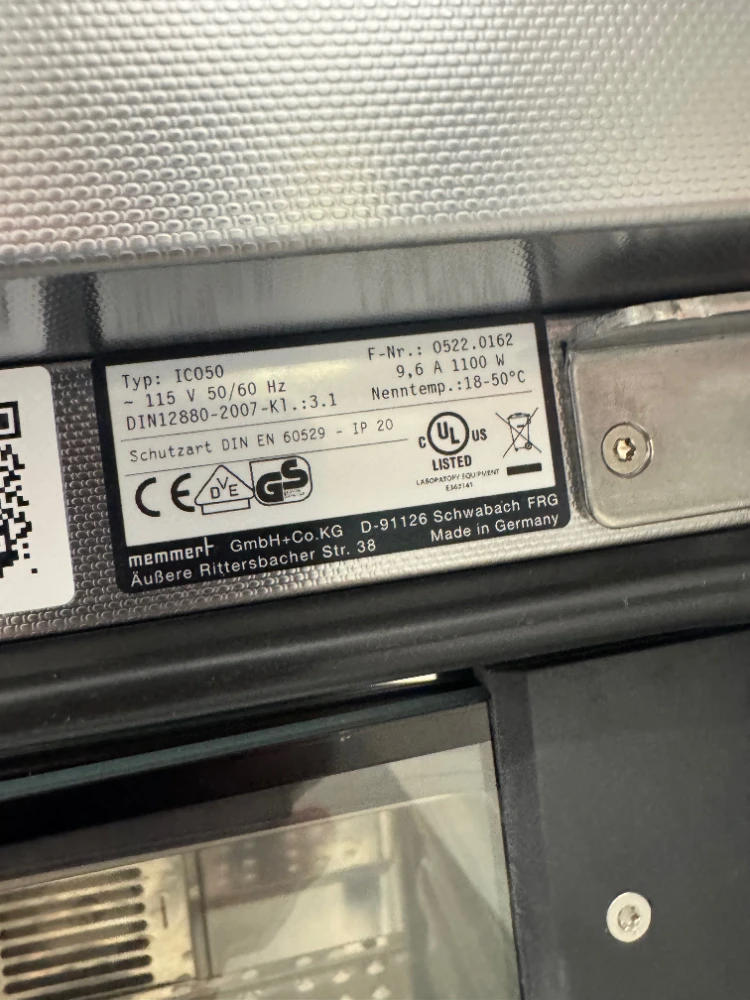 Typ: ICO50
F-Nr.: 0522.0162
~ 115 V 50/60 Hz
9,6 A 1100 W
DIN12880-2007-Kl.:3.1
Nenntemp.:18-50°C
Schutzart DIN EN 60529 - IP 20
CE
DVE
GS
c UL us
LISTED
LABORATORY EQUIPMENT
E362141
memmert GmbH+Co.KG D-91126 Schwabach FRG
Äußere Rittersbacher Str. 38 Made in Germany